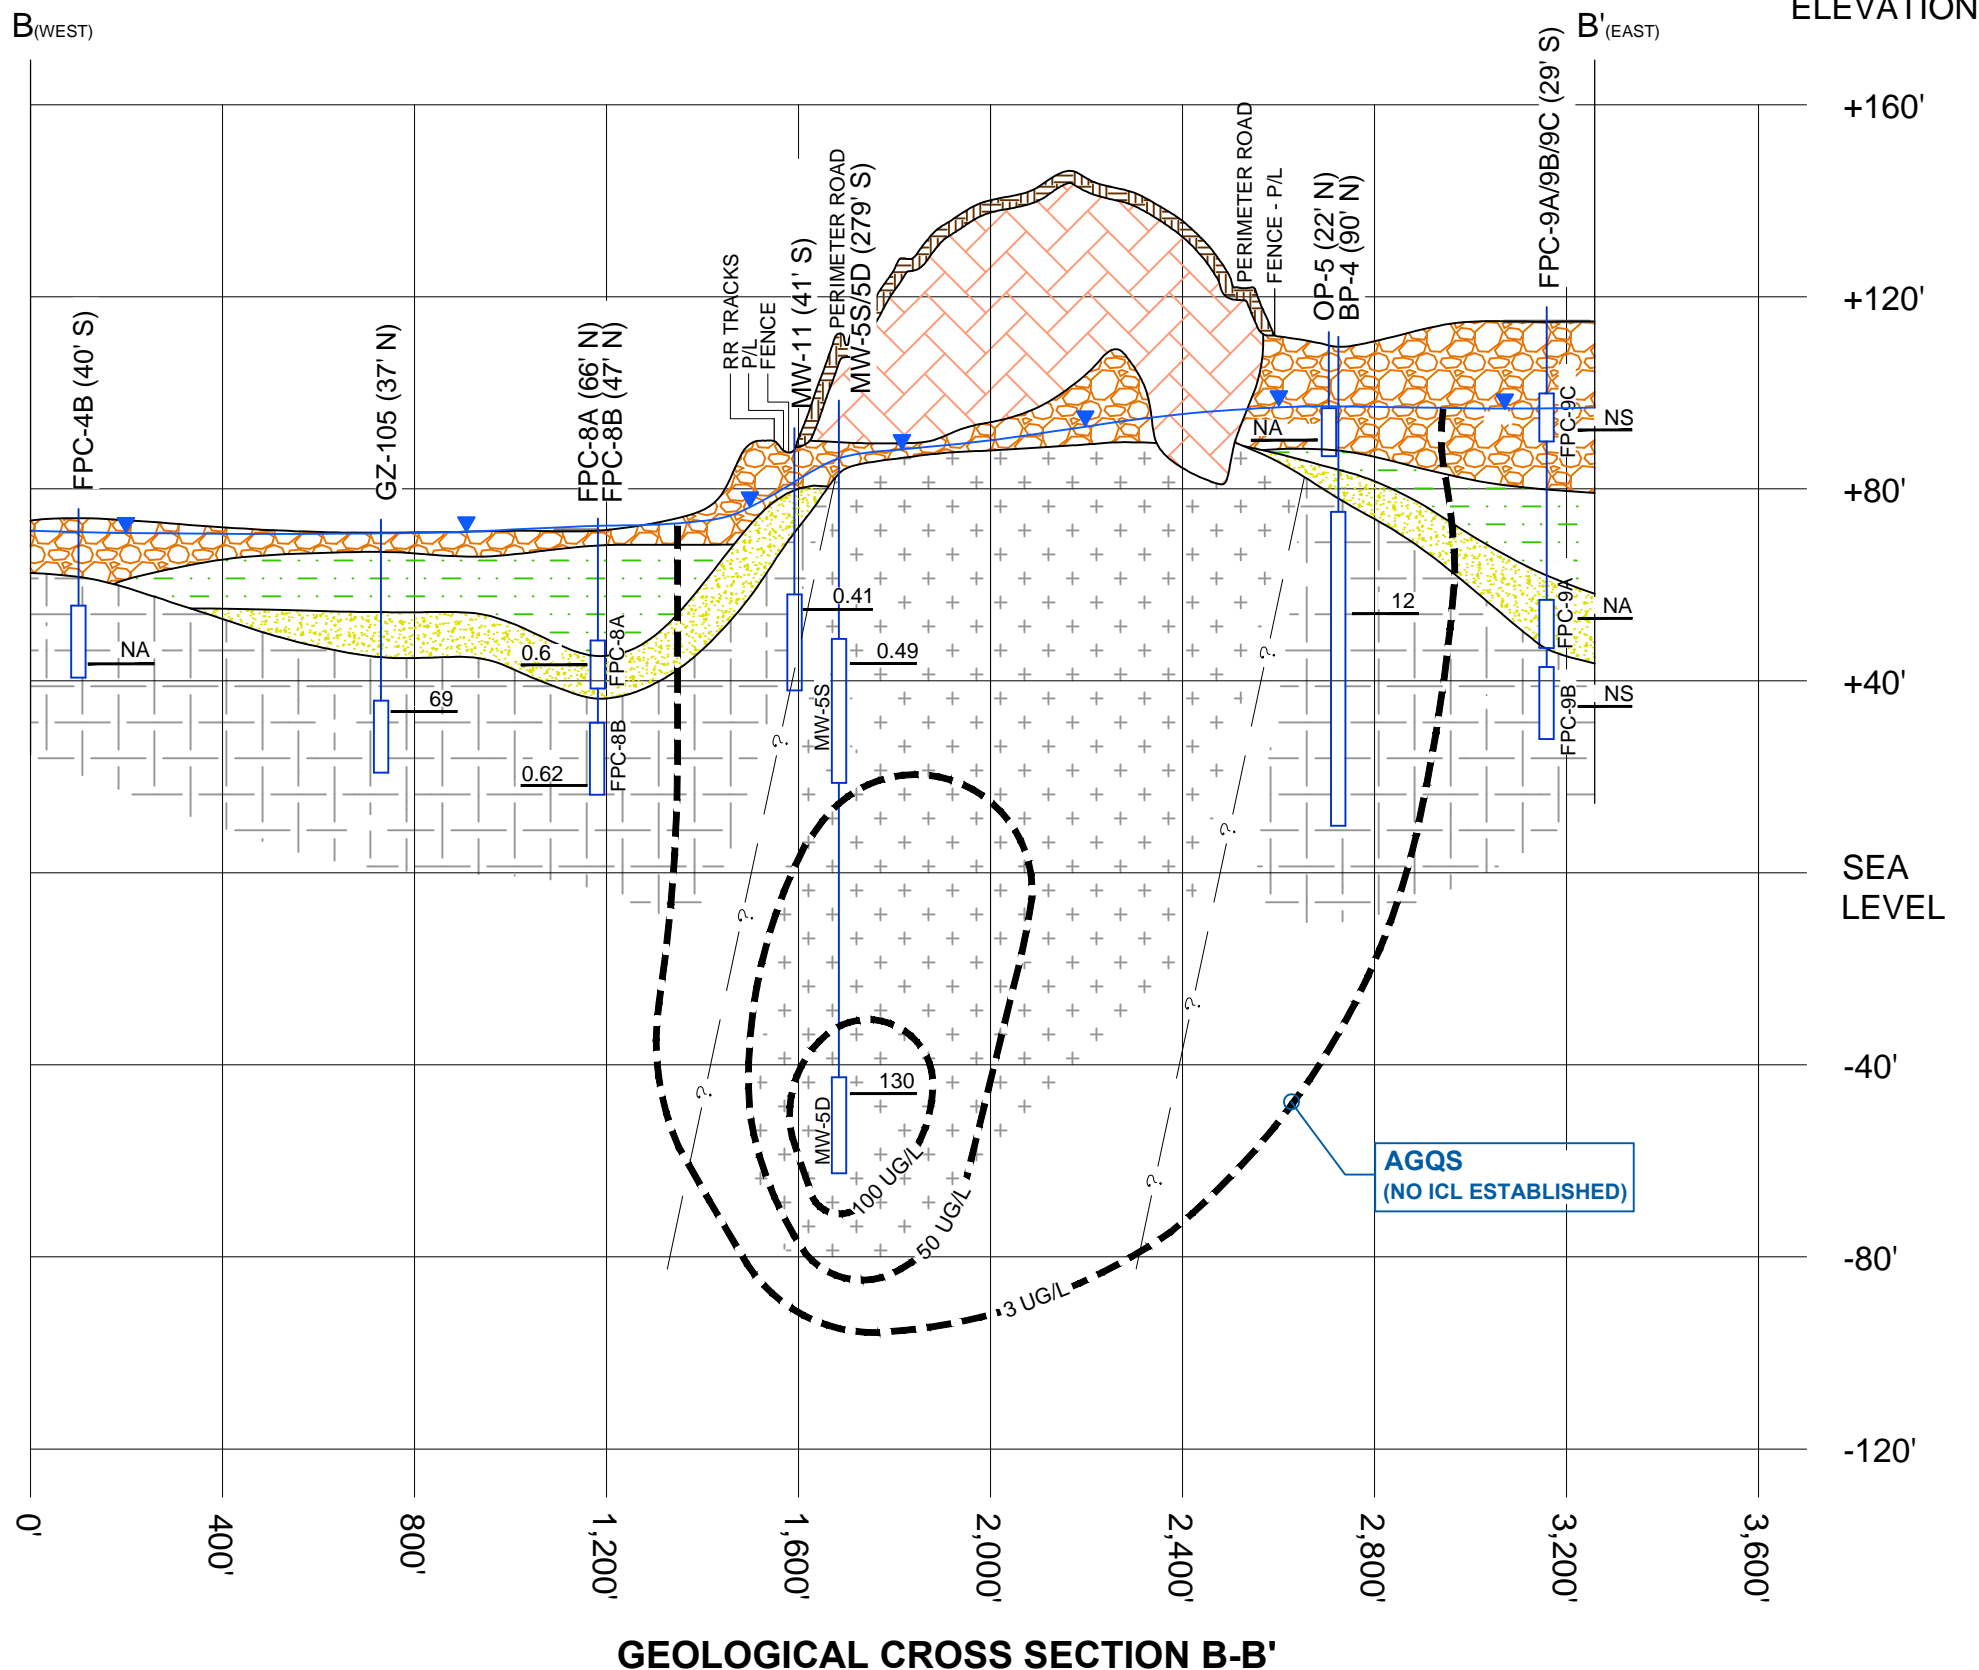 ELEVATION
B(WEST)
B'(EAST)
+160'
+120'
+80'
+40'
SEA
LEVEL
-40'
-80'
-120'
FPC-4B (40' S)
GZ-105 (37' N)
FPC-8A (66' N)
FPC-8B (47' N)
RR TRACKS
P/L
FENCE
MW-11 (41' S)
PERIMETER ROAD
MW-5S/5D (279' S)
PERIMETER ROAD
FENCE - P/L
OP-5 (22' N)
BP-4 (90' N)
FPC-9A/9B/9C (29' S)
NA
FPC-9C
NS
FPC-9A
NA
FPC-9B
NS
NA
69
0.6
FPC-8A
0.62
FPC-8B
0.41
0.49
MW-5S
12
?
?
?
?
?
?
?
?
130
MW-5D
100 UG/L
50 UG/L
3 UG/L
AGQS
(NO ICL ESTABLISHED)
0'
400'
800'
1,200'
1,600'
2,000'
2,400'
2,800'
3,200'
3,600'
GEOLOGICAL CROSS SECTION B-B'